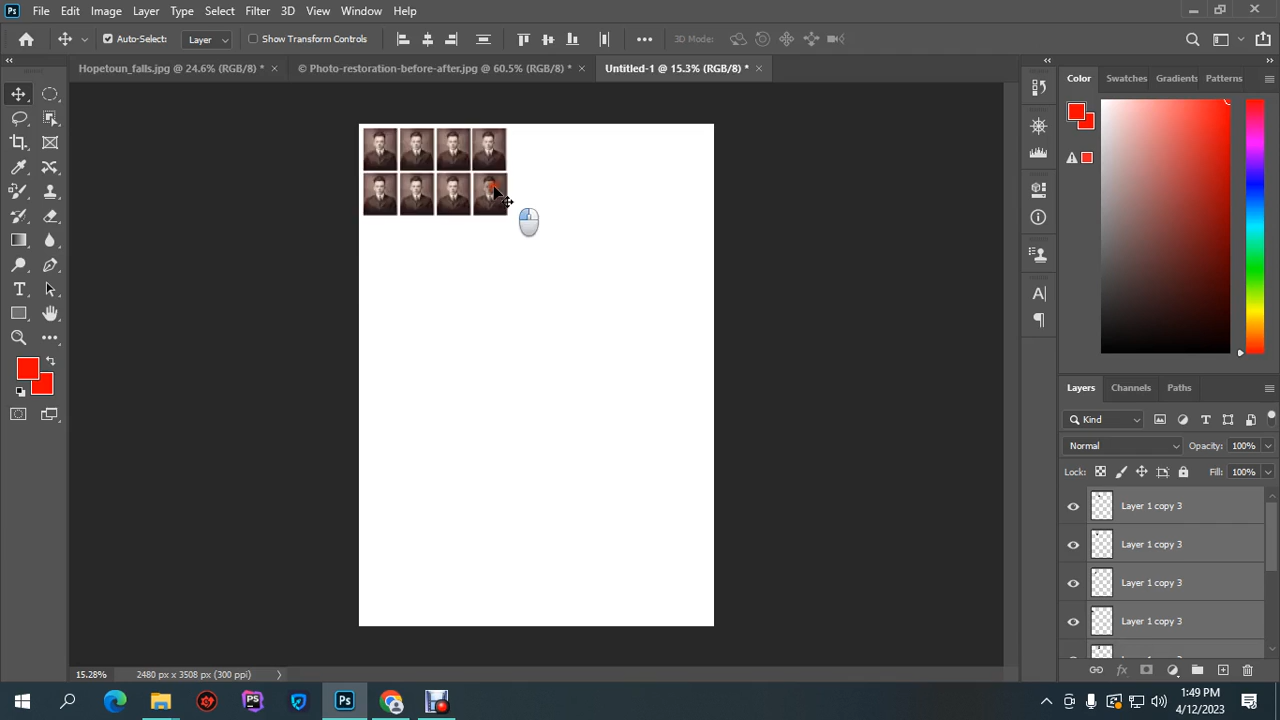 Ps File Edit Image Layer Type Select Filter 3D View Window Help
Auto-Select: Layer Show Transform Controls 3D Mode:
Hopetoun_falls.jpg @ 24.6% (RGB/8) * © Photo-restoration-before-after.jpg @ 60.5% (RGB/8) * Untitled-1 @ 15.3% (RGB/8) *
Color Swatches Gradients Patterns
Layers Channels Paths
Kind
Normal Opacity: 100%
Lock: Fill: 100%
Layer 1 copy 3
Layer 1 copy 3
Layer 1 copy 3
Layer 1 copy 3
15.28% 2480 px x 3508 px (300 ppi)
PS Ps
1:49 PM
4/12/2023